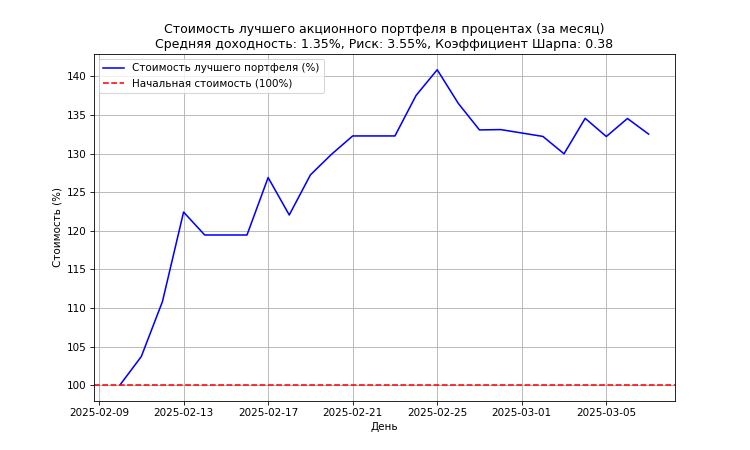 Стоимость лучшего акционного портфеля в процентах (за месяц)
Средняя доходность: 1.35%, Риск: 3.55%, Коэффициент Шарпа: 0.38
Стоимость лучшего портфеля (%)
Начальная стоимость (100%)
Стоимость (%)
140
135
130
125
120
115
110
105
100
2025-02-09 2025-02-13 2025-02-17 2025-02-21 2025-02-25 2025-03-01 2025-03-05
День